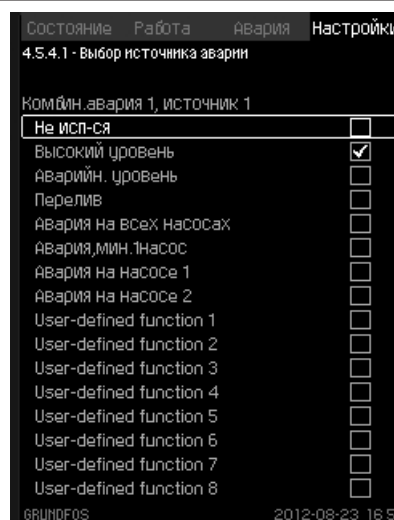 Состояние Работа Авария Настройки
4.5.4.1 - Выбор источника аварии
Комбин.авария 1, источник 1
Не исп-ся
Высокий уровень
Аварийн. уровень
Перелив
Авария на всех насосах
Авария,мин.1насос
Авария на насосе 1
Авария на насосе 2
User-defined function 1
User-defined function 2
User-defined function 3
User-defined function 4
User-defined function 5
User-defined function 6
User-defined function 7
User-defined function 8
GRUNDFOS 2012-08-23 16:5